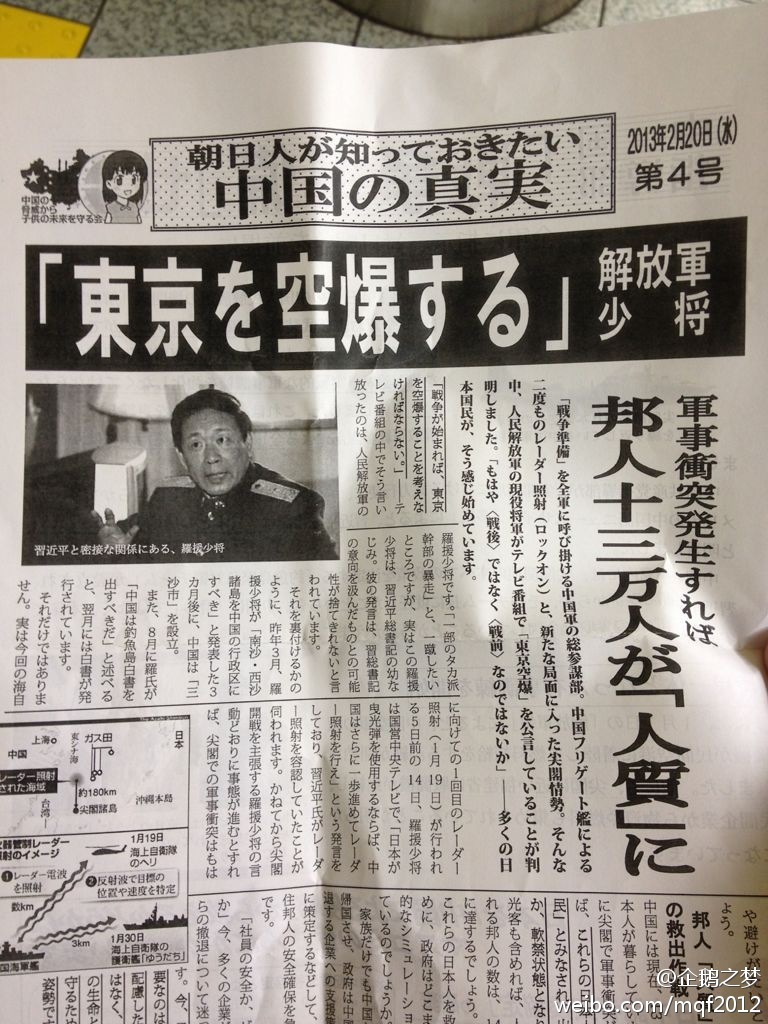 朝日人が知っておきたい
中国の真実
2013年2月20日(水)
第4号
中国の
脅威から
子供の未来を守る会
「東京を空爆する」
解放軍
少将
軍事衝突発生すれば
邦人十三万人が「人質」に
「戦争準備」を全軍に呼び掛ける中国軍の総参謀部。中国フリゲート艦による
二度ものレーダー照射(ロックオン)と、新たな局面に入った尖閣情勢。そんな
中、人民解放軍の現役将軍がテレビ番組で「東京空爆」を公言していることが判
明しました。「もはや〈戦後〉ではなく〈戦前〉なのではないか」――多くの日
本国民が、そう感じ始めています。
「戦争が始まれば、東京
を空爆することを考えな
ければならない。」――テ
レビ番組の中でそう言い
放ったのは、人民解放軍の
習近平と密接な関係にある、羅援少将
羅援少将です。「一部のタカ派
幹部の暴走」と、一蹴したい
ところですが、実はこの羅援
少将は、習近平総書記の幼な
じみ。彼の発言は、習総書記
の意向を汲んだものとの可能
性が捨てきれないと言
われています。
それを裏付けるかの
ように、昨年3月、羅
援少将が「南沙・西沙
諸島を中国の行政区に
すべき」と発表した3
カ月後に、中国は「三
沙市」を設立。
また、8月に羅氏が
「中国は釣魚島白書を
出すべきだ」と述べる
と、翌月には白書が発
行されています。
それだけではありま
せん。実は今回の海自
に向けての1回目のレーダー
照射(1月19日)が行われ
る5日前の14日、羅援少将
は国営中央テレビで、「日本が
曳光弾を使用するならば、中
国はさらに一歩進めてレーダ
ー照射を行え」という発言を
しており、習近平氏がレーダ
ー照射を容認していたことが
伺われます。かねてから尖閣
開戦を主張する羅援少将の言
動どおりに事態が進むとすれ
ば、尖閣での軍事衝突はもは
や避けがた
よう。
邦人
の救出作戦
中国には現在
本人が暮らして
に尖閣で軍事衝
ば、これらの日本
民」とみなされ
か、軟禁状態とな
光客も含めれば、
れる邦人の数は、14
に達するでしょう。
これらの日本人を救
めに、政府はどこま
的なシミュレーショ
ているのでしょうか。
家族だけでも中国
帰国させ、政府は中国
退する企業への支援策
に策定するなどして、
住邦人の安全確保を急
です。
「社員の安全か、ビ
か」今、多くの企業
らの撤退について迷
す。今、
要なのは
配慮した
の生命と
守るため
姿勢です
日本
上海
中国
東シナ海
ガス田
レーダー照射
された海域
約180km
尖閣諸島
沖縄本島
台湾
火器管制レーダー
照射のイメージ
1月19日
海上自衛隊
のヘリ
❶レーダー電波
を照射
❷反射波で目標の
位置や速度を特定
数km
3km
1月30日
海上自衛隊の
護衛艦「ゆうだち」
中国海軍艦
@企鹅之梦
weibo.com/mqf2012